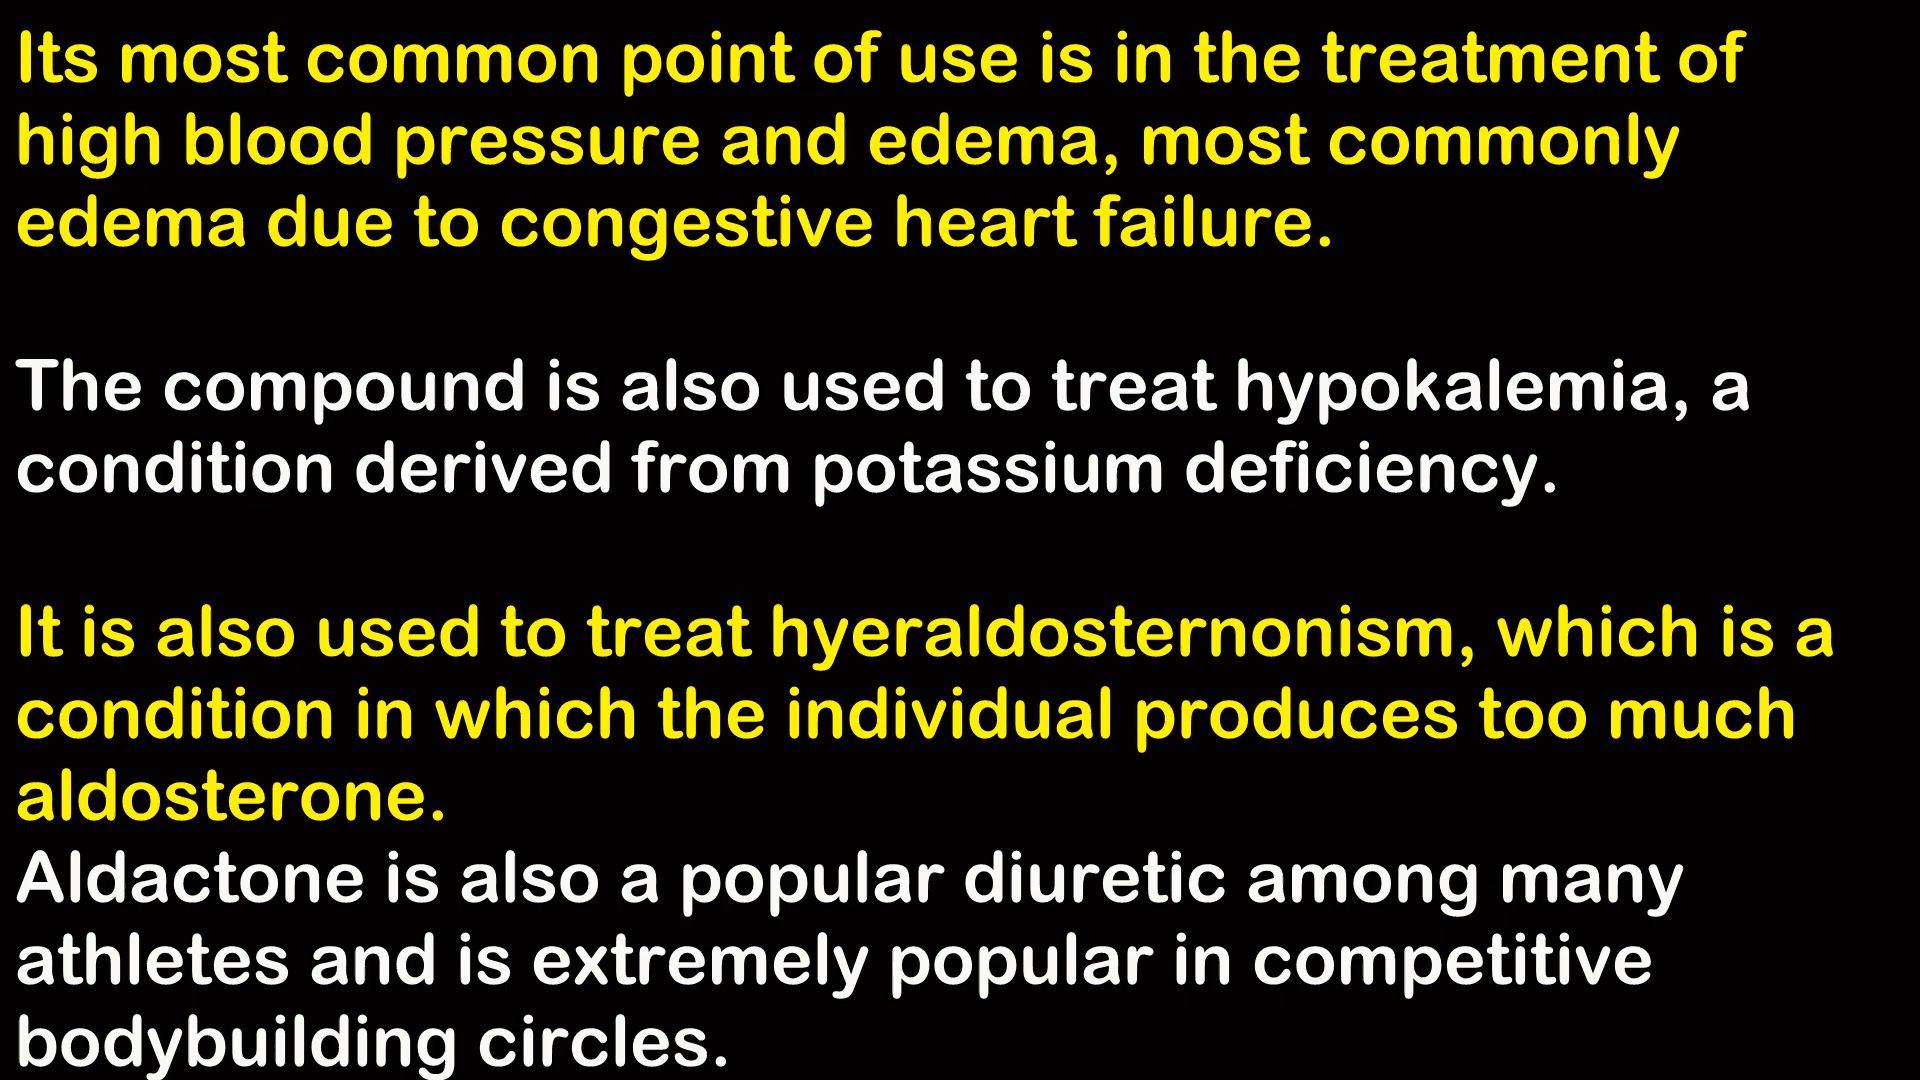 Its most common point of use is in the treatment of
high blood pressure and edema, most commonly
edema due to congestive heart failure.
The compound is also used to treat hypokalemia, a
condition derived from potassium deficiency.
It is also used to treat hyeraldosternonism, which is a
condition in which the individual produces too much
aldosterone.
Aldactone is also a popular diuretic among many
athletes and is extremely popular in competitive
bodybuilding circles.